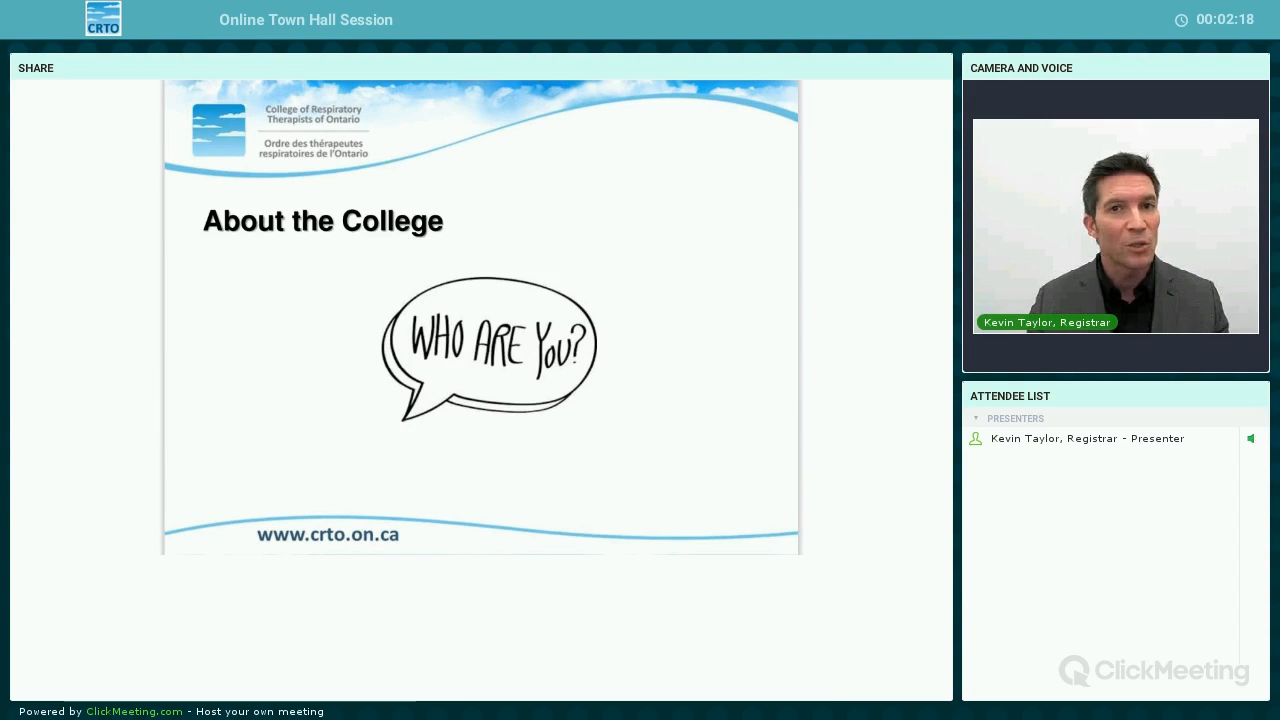 CRTO
Online Town Hall Session
00:02:18
SHARE
College of Respiratory
Therapists of Ontario
Ordre des thérapeutes
respiratoires de l'Ontario
About the College
WHO ARE YOU?
www.crto.on.ca
CAMERA AND VOICE
Kevin Taylor, Registrar
ATTENDEE LIST
PRESENTERS
Kevin Taylor, Registrar - Presenter
ClickMeeting
Powered by ClickMeeting.com - Host your own meeting